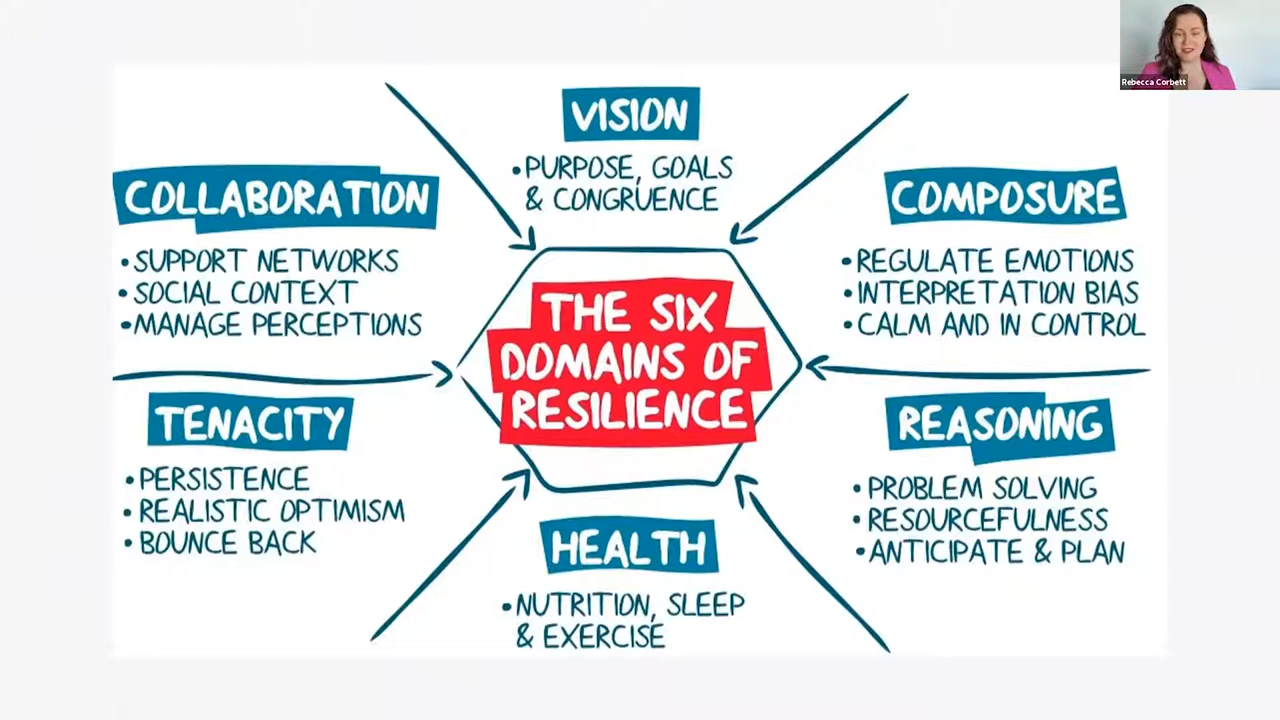 Rebecca Corbett
VISION
•PURPOSE, GOALS
& CONGRUENCE
COLLABORATION
•SUPPORT NETWORKS
•SOCIAL CONTEXT
•MANAGE PERCEPTIONS
COMPOSURE
•REGULATE EMOTIONS
•INTERPRETATION BIAS
•CALM AND IN CONTROL
THE SIX
DOMAINS OF
RESILIENCE
TENACITY
•PERSISTENCE
•REALISTIC OPTIMISM
•BOUNCE BACK
REASONING
•PROBLEM SOLVING
•RESOURCEFULNESS
•ANTICIPATE & PLAN
HEALTH
•NUTRITION, SLEEP
& EXERCISE